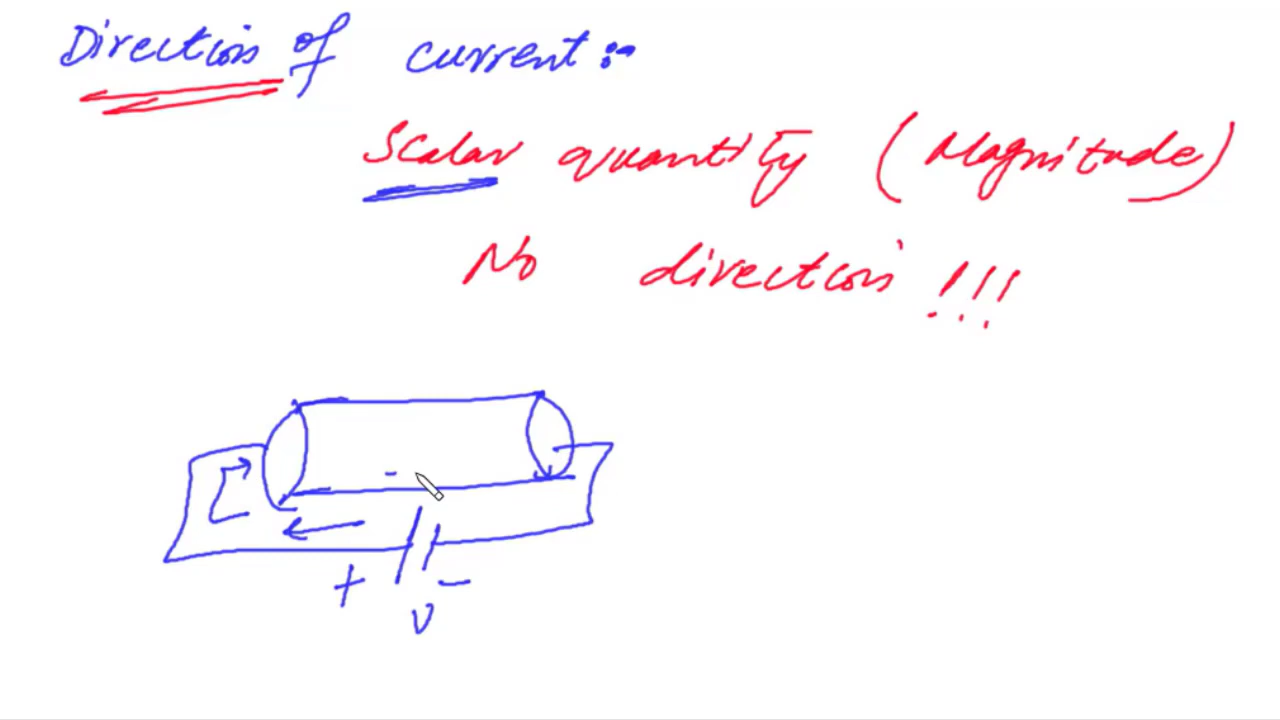 Direction of current :-
Scalar quantity (Magnitude)
No direction !!!
-
+ -
V